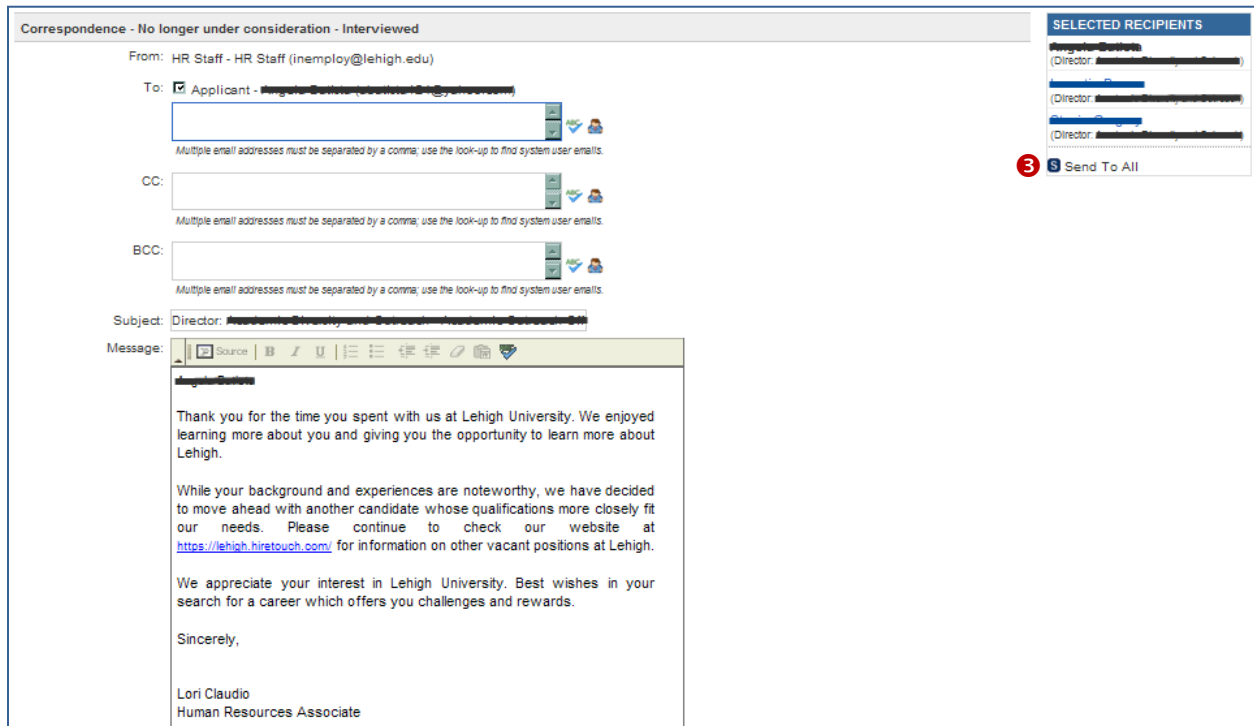 Correspondence - No longer under consideration - Interviewed
From: HR Staff - HR Staff (inemploy@lehigh.edu)
To: Applicant -
ABC
Multiple email addresses must be separated by a comma; use the look-up to find system user emails.
CC:
ABC
Multiple email addresses must be separated by a comma; use the look-up to find system user emails.
BCC:
ABC
Multiple email addresses must be separated by a comma; use the look-up to find system user emails.
Subject: Director:
Message:
Source B I U
Thank you for the time you spent with us at Lehigh University. We enjoyed
learning more about you and giving you the opportunity to learn more about
Lehigh.
While your background and experiences are noteworthy, we have decided
to move ahead with another candidate whose qualifications more closely fit
our needs. Please continue to check our website at
https://lehigh.hiretouch.com/ for information on other vacant positions at Lehigh.
We appreciate your interest in Lehigh University. Best wishes in your
search for a career which offers you challenges and rewards.
Sincerely,
Lori Claudio
Human Resources Associate
SELECTED RECIPIENTS
(Director:
(Director:
(Director:
3 S Send To All